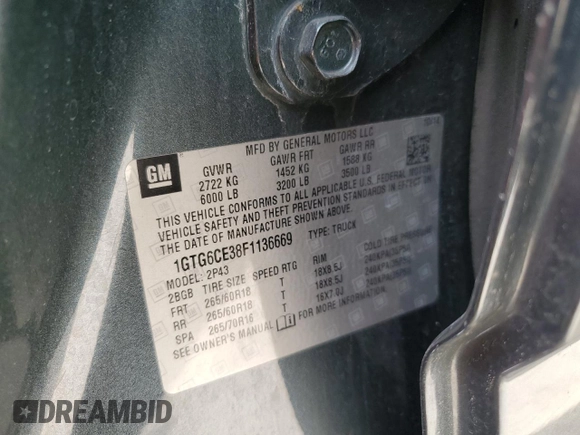 MFD BY GENERAL MOTORS LLC
GM
GVWR GAWR FRT GAWR RR
2722 KG 1452 KG 1588 KG
6000 LB 3200 LB 3500 LB
THIS VEHICLE CONFORMS TO ALL APPLICABLE U.S. FEDERAL MOTOR
VEHICLE SAFETY AND THEFT PREVENTION STANDARDS IN EFFECT ON
THE DATE OF MANUFACTURE SHOWN ABOVE.
1GTG6CE38F1136669 TYPE: TRUCK
MODEL: 2P43
2BGB TIRE SIZE SPEED RTG RIM COLD TIRE PRESSURE
FRT 265/60R18 T 18X8.5J
RR 265/60R18 T 18X8.5J
SPA 265/70R16 T 16X7.0J
SEE OWNER'S MANUAL FOR MORE INFORMATION.
DREAMBID